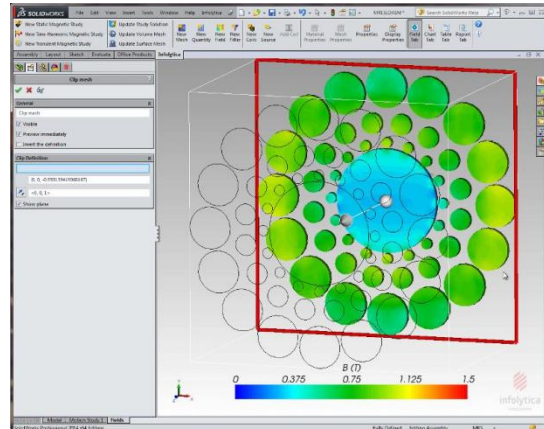 SOLIDWORKS File Edit View Insert Tools Infolytica
New Static Magnetic Study
New Time Harmonic Magnetic Study
New Transient Magnetic Study
Update Study Solution
Update Volume Mesh
Update Surface Mesh
New Mesh
New Quantity
New Field
New Filter
New Gels
New Source
Material Properties
Mesh Properties
Properties
Display Properties
Field Tab
Chart Tab
Table Tab
Report Tab
Assembly Layout Sketch Evaluate Office Products Infolytica
Clip mesh
General
Clip mesh
Visible
Preview immediately
Invert the definition
Clip Definition
<0, 0, 1>
Show plane
B (T)
0 0.375 0.75 1.125 1.5
infolytica
Model Motion Study 1 Fields